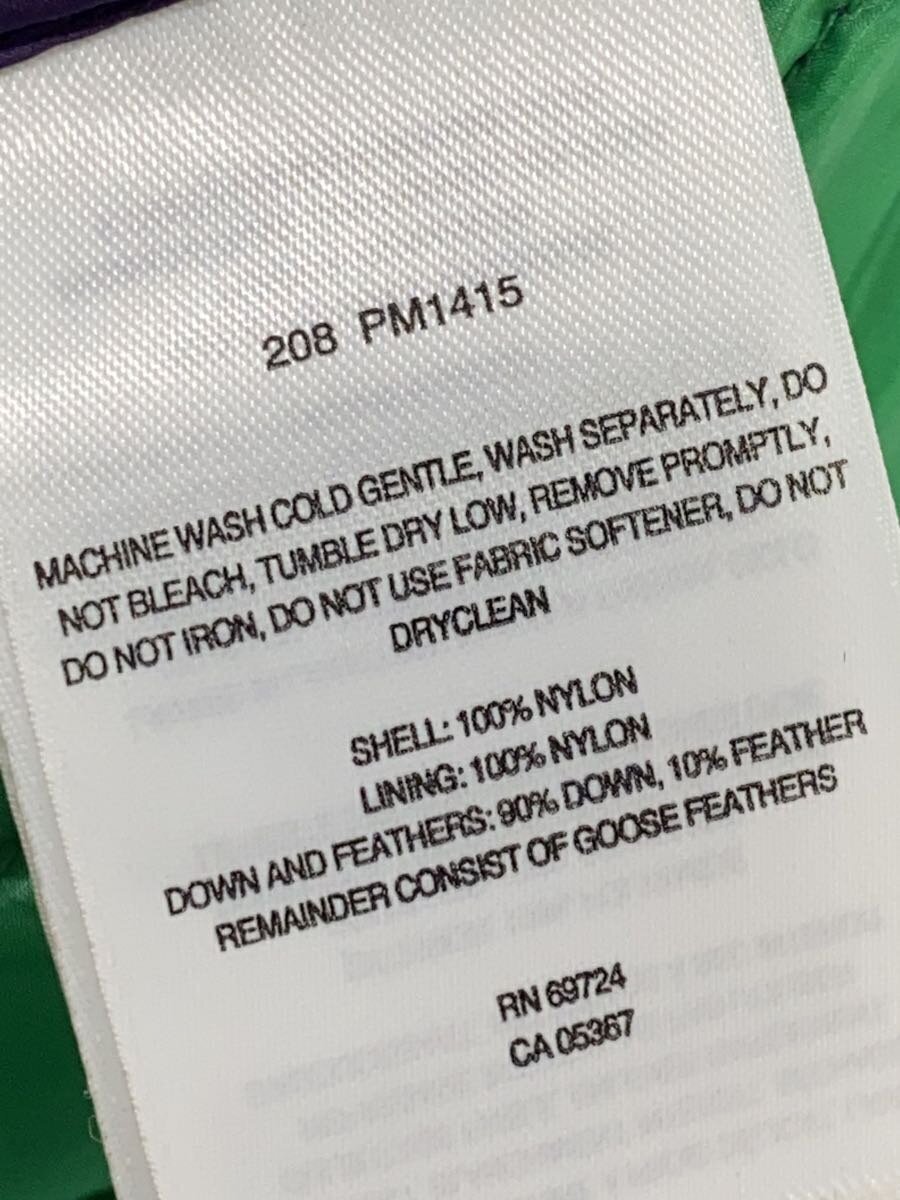 208 PM1415
MACHINE WASH COLD GENTLE, WASH SEPARATELY, DO
NOT BLEACH, TUMBLE DRY LOW, REMOVE PROMPTLY,
DO NOT IRON, DO NOT USE FABRIC SOFTENER, DO NOT
DRYCLEAN
SHELL: 100% NYLON
LINING: 100% NYLON
DOWN AND FEATHERS: 90% DOWN, 10% FEATHER
REMAINDER CONSIST OF GOOSE FEATHERS
RN 69724
CA 05367